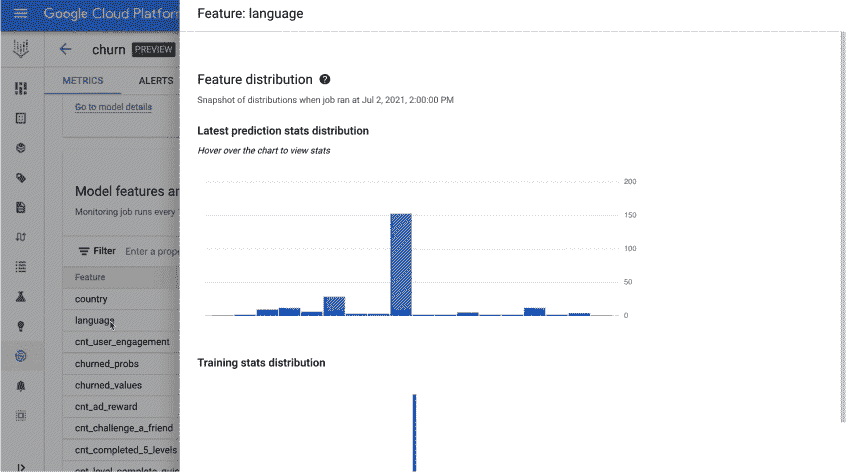 Google Cloud Platform
churn PREVIEW
METRICS ALERTS
Go to model details
Model features an
Monitoring job runs every
Filter Enter a prope
Feature
country
language
cnt_user_engagement
churned_probs
churned_values
cnt_ad_reward
cnt_challenge_a_friend
cnt_completed_5_levels
cnt_level_complete_quic
Feature: language
Feature distribution ?
Snapshot of distributions when job ran at Jul 2, 2021, 2:00:00 PM
Latest prediction stats distribution
Hover over the chart to view stats
200
150
100
50
0
Training stats distribution